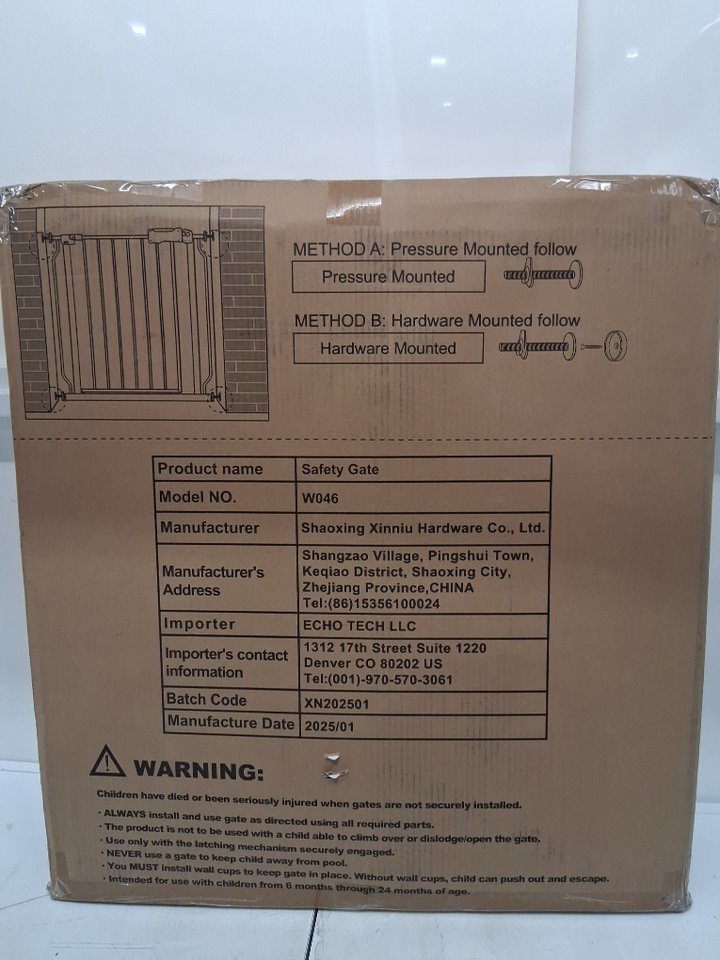 METHOD A: Pressure Mounted follow
Pressure Mounted
METHOD B: Hardware Mounted follow
Hardware Mounted
Product name Safety Gate
Model NO. W046
Manufacturer Shaoxing Xinniu Hardware Co., Ltd.
Manufacturer's Address
Shangzao Village, Pingshui Town,
Keqiao District, Shaoxing City,
Zhejiang Province,CHINA
Tel:(86)15356100024
Importer ECHO TECH LLC
Importer's contact information
1312 17th Street Suite 1220
Denver CO 80202 US
Tel:(001)-970-570-3061
Batch Code XN202501
Manufacture Date 2025/01
WARNING:
Children have died or been seriously injured when gates are not securely installed.
· ALWAYS install and use gate as directed using all required parts.
· The product is not to be used with a child able to climb over or dislodge/open the gate.
· Use only with the latching mechanism securely engaged.
· NEVER use a gate to keep child away from pool.
· You MUST install wall cups to keep gate in place. Without wall cups, child can push out and escape.
· Intended for use with children from 6 months through 24 months of age.